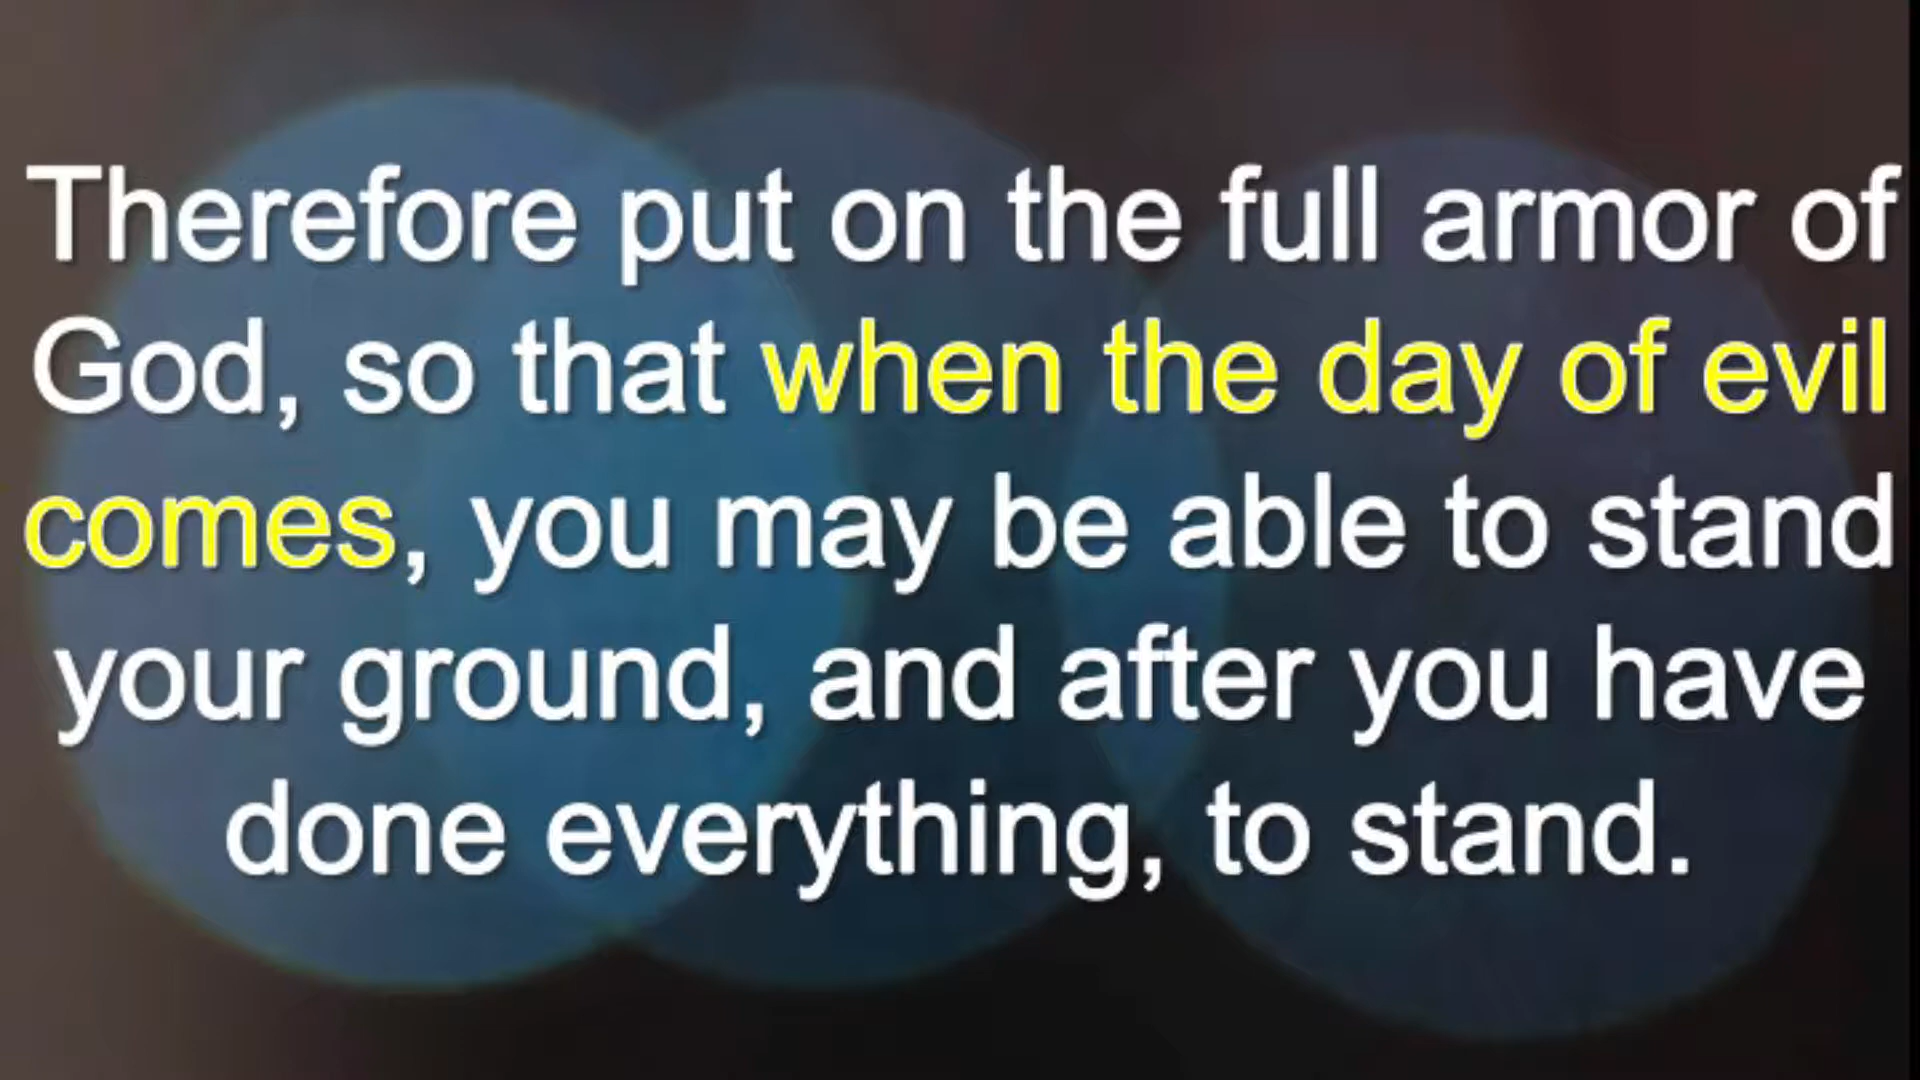 Therefore put on the full armor of
God, so that when the day of evil
comes, you may be able to stand
your ground, and after you have
done everything, to stand.